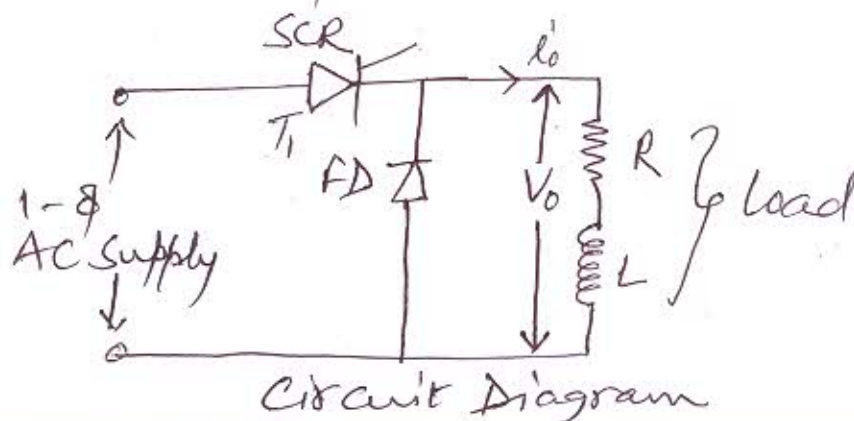 SCR
i₀
T₁
FD
V₀
R
L
Load
1-ϕ
AC Supply
Circuit Diagram